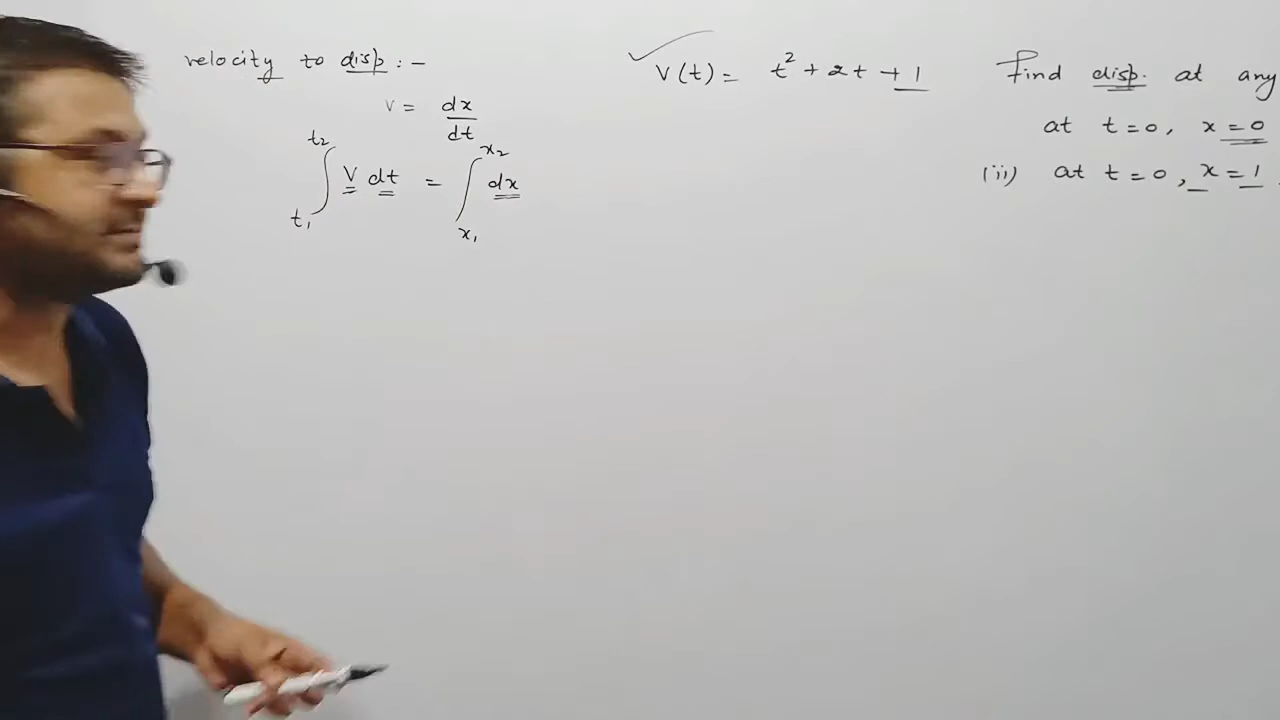 velocity to disp :-
v = dx/dt
∫_{t₁}^{t₂} v dt = ∫_{x₁}^{x₂} dx
✓ v(t) = t² + 2t + 1
Find disp. at any
at t = 0, x = 0
(ii) at t = 0, x = 1.